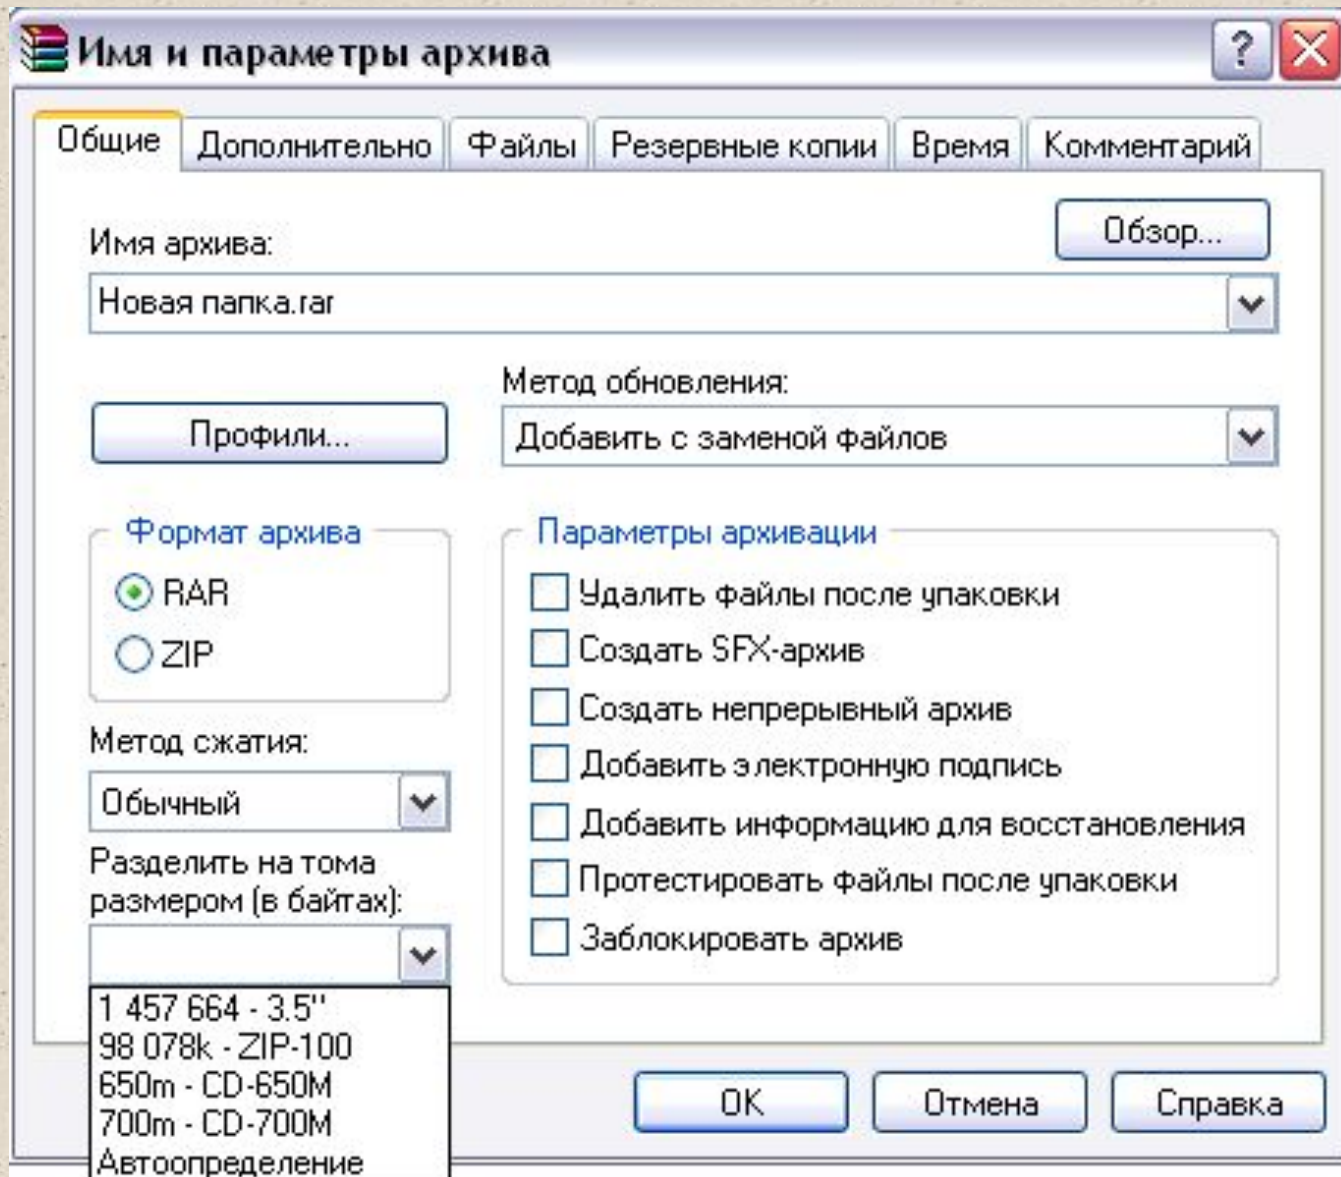 Имя и параметры архива
Общие Дополнительно Файлы Резервные копии Время Комментарий
Имя архива:
Обзор...
Новая папка.rar
Профили...
Метод обновления:
Добавить с заменой файлов
Формат архива
RAR
ZIP
Метод сжатия:
Обычный
Разделить на тома
размером (в байтах):
1 457 664 - 3.5"
98 078k - ZIP-100
650m - CD-650M
700m - CD-700M
Автоопределение
Параметры архивации
Удалить файлы после упаковки
Создать SFX-архив
Создать непрерывный архив
Добавить электронную подпись
Добавить информацию для восстановления
Протестировать файлы после упаковки
Заблокировать архив
OK Отмена Справка